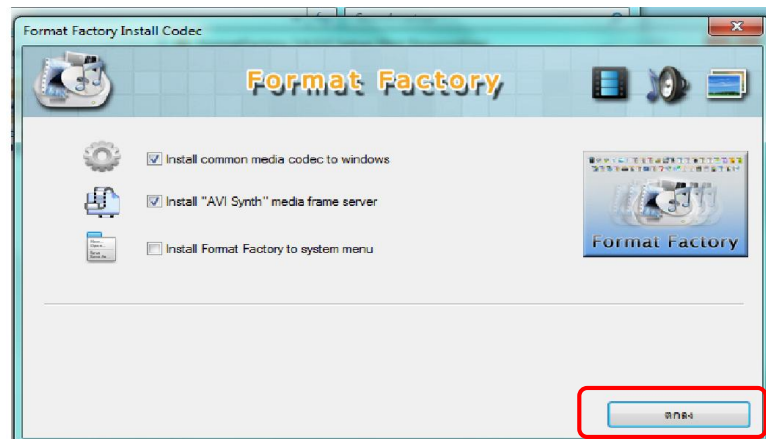 Format Factory Install Codec
Format Factory
Install common media codec to windows
Install "AVI Synth" media frame server
Install Format Factory to system menu
Format Factory
ตกลง